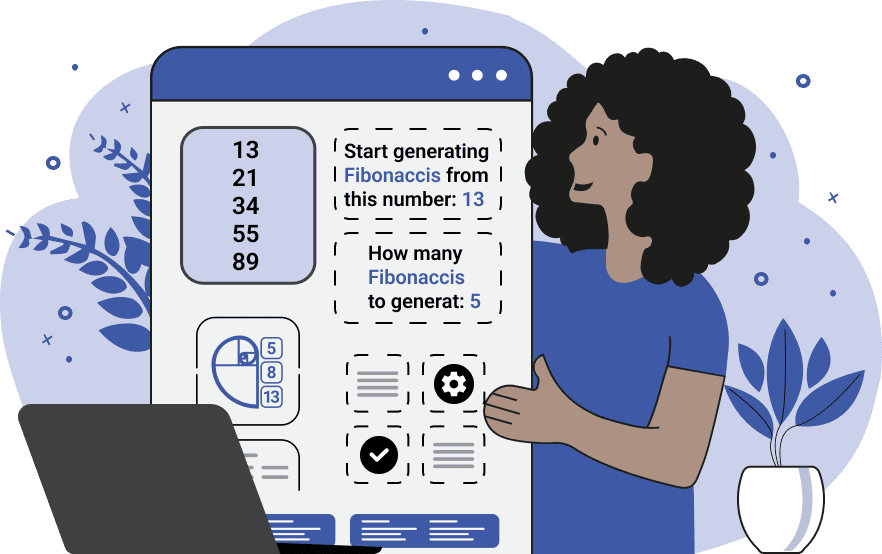 13
21
34
55
89
Start generating
Fibonaccis from
this number: 13
How many
Fibonaccis
to generat: 5
5
8
13